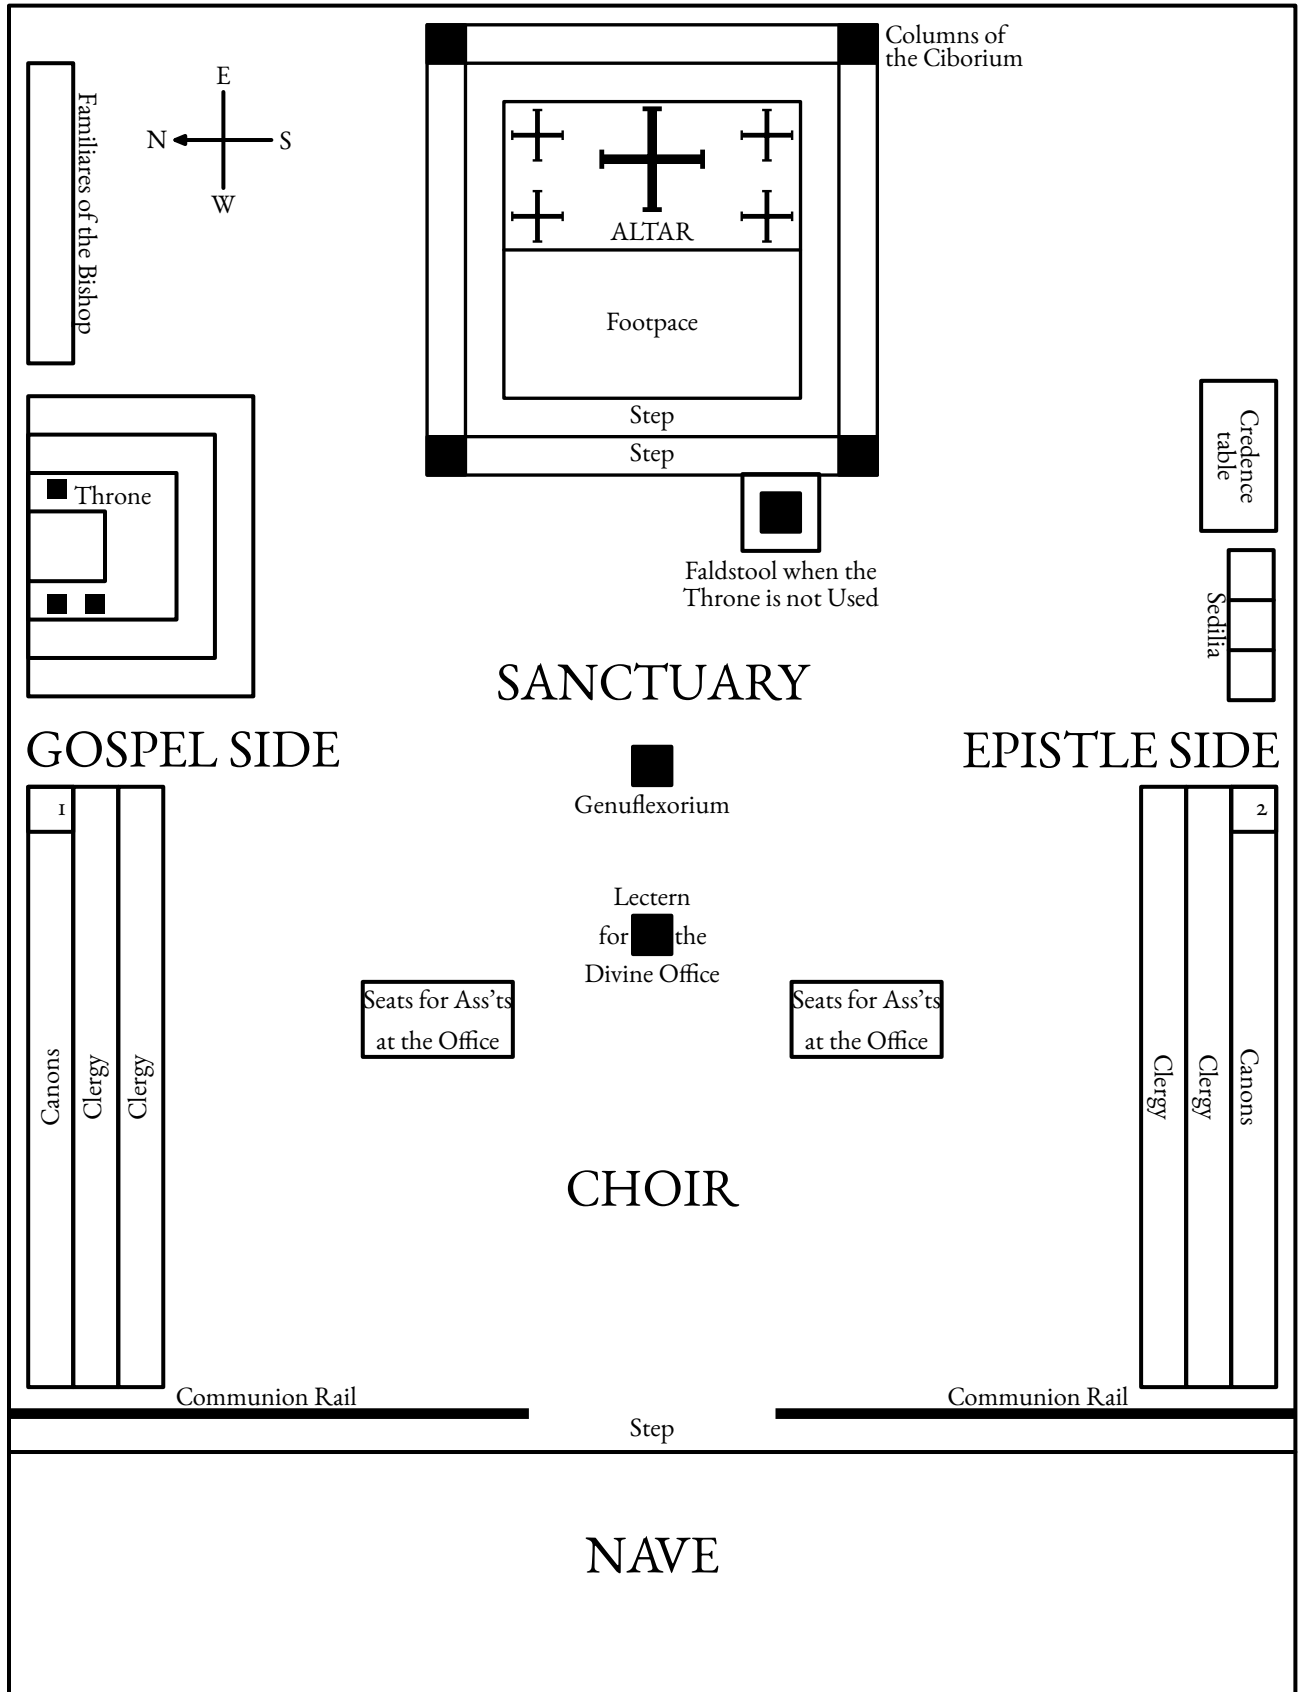 Columns of
the Ciborium
E
N
S
W
Familiares of the Bishop
ALTAR
Footpace
Step
Step
Credence
table
Throne
Faldstool when the
Throne is not Used
Sedilia
SANCTUARY
GOSPEL SIDE
EPISTLE SIDE
Genuflexorium
1
2
Lectern
for the
Divine Office
Seats for Ass'ts
at the Office
Seats for Ass'ts
at the Office
Canons
Clergy
Clergy
Clergy
Clergy
Canons
CHOIR
Communion Rail
Communion Rail
Step
NAVE